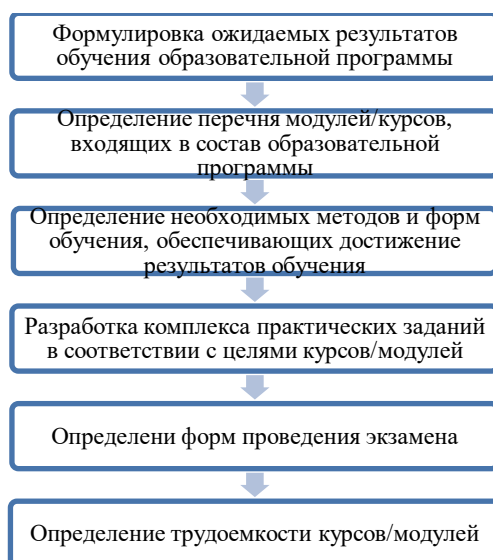 Формулировка ожидаемых результатов
обучения образовательной программы
Определение перечня модулей/курсов,
входящих в состав образовательной
программы
Определение необходимых методов и форм
обучения, обеспечивающих достижение
результатов обучения
Разработка комплекса практических заданий
в соответствии с целями курсов/модулей
Определени форм проведения экзамена
Определение трудоемкости курсов/модулей